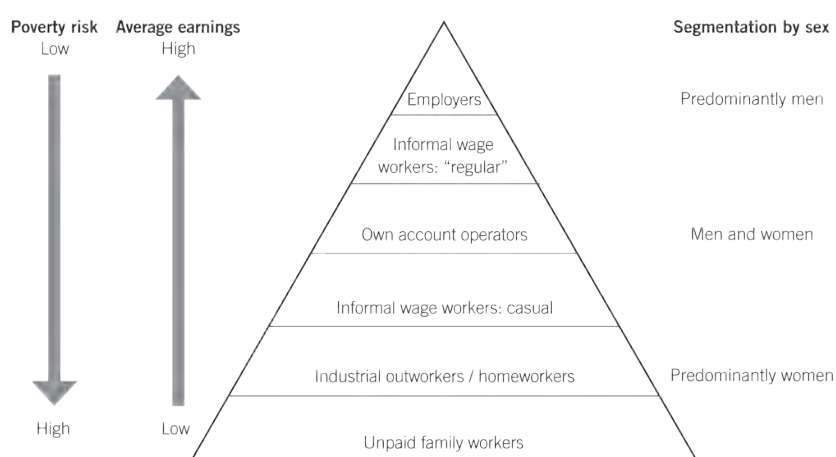 Poverty risk Average earnings Segmentation by sex
Low High
Employers Predominantly men
Informal wage
workers: “regular”
Own account operators Men and women
Informal wage workers: casual
Industrial outworkers / homeworkers Predominantly women
High Low
Unpaid family workers